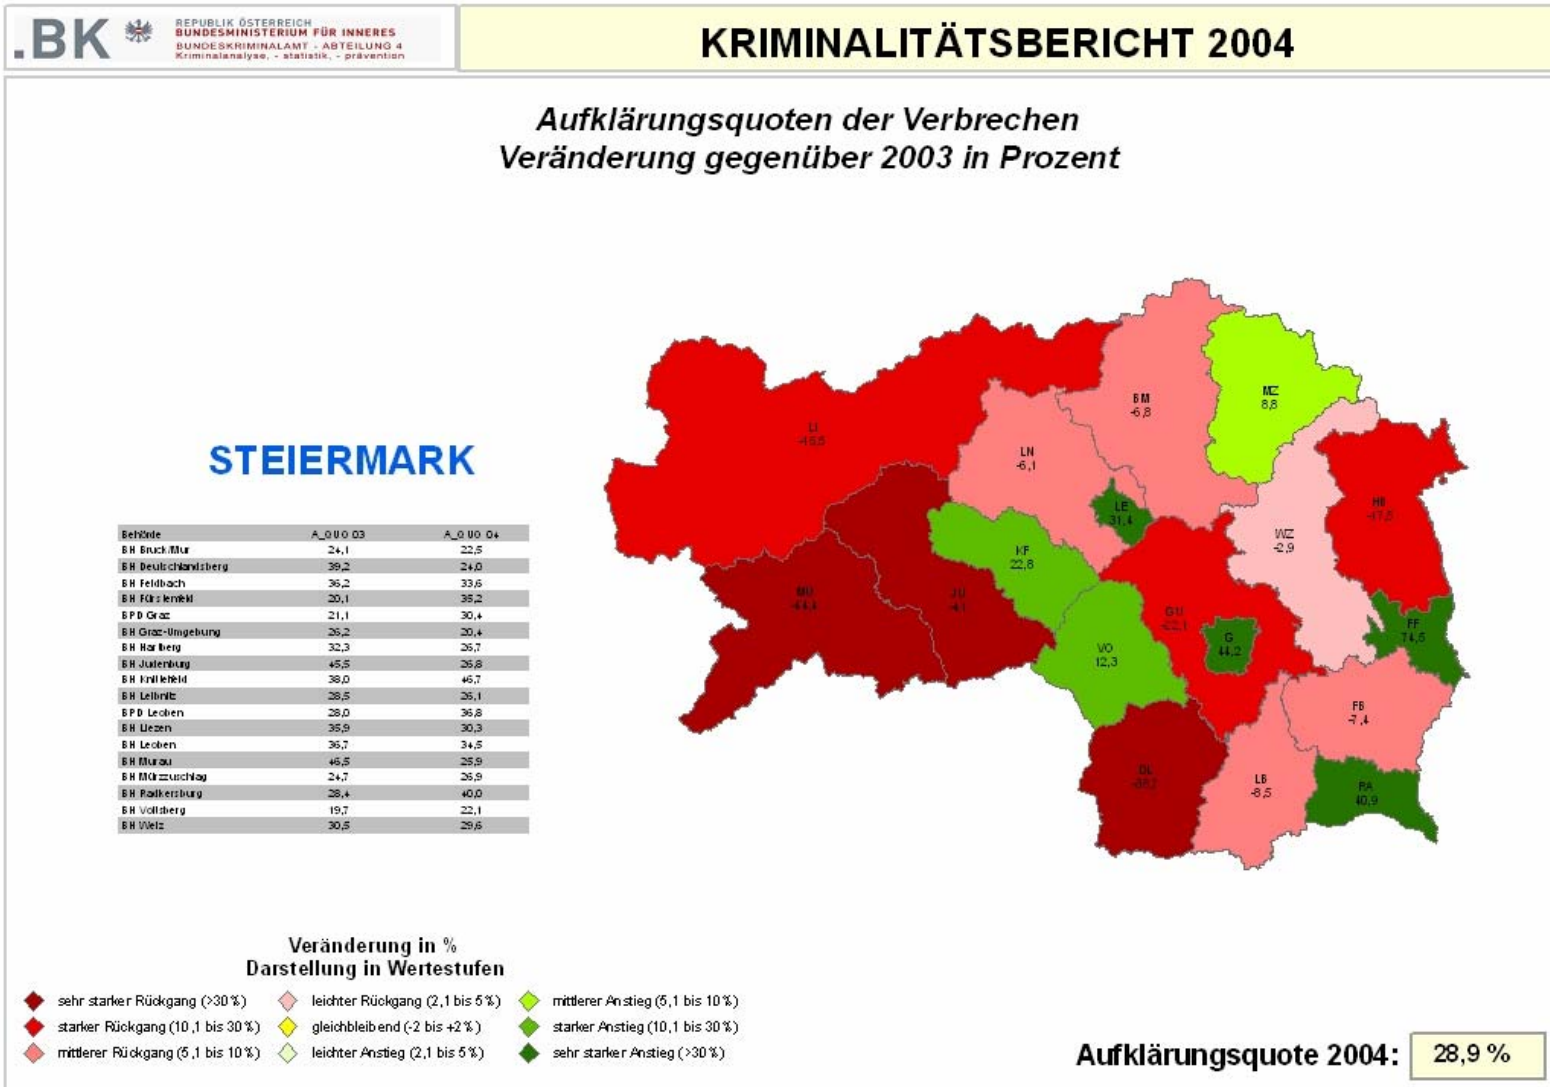 .BK
REPUBLIK ÖSTERREICH
BUNDESMINISTERIUM FÜR INNERES
BUNDESKRIMINALAMT - ABTEILUNG 4
Kriminalanalyse, - statistik, - prävention
KRIMINALITÄTSBERICHT 2004
Aufklärungsquoten der Verbrechen
Veränderung gegenüber 2003 in Prozent
STEIERMARK
Behörde A_QUO 03 A_QUO 04
BH Bruck/Mur 24,1 22,5
BH Deutschlandsberg 39,2 24,0
BH Feldbach 36,2 33,6
BH Fürstenfeld 20,1 35,2
BPD Graz 21,1 30,4
BH Graz-Umgebung 26,2 20,4
BH Hartberg 32,3 26,7
BH Judenburg 45,5 26,8
BH Knittelfeld 38,0 46,7
BH Leibnitz 28,5 26,1
BPD Leoben 28,0 36,8
BH Liezen 35,9 30,3
BH Leoben 36,7 34,5
BH Murau 46,5 25,9
BH Mürzzuschlag 24,7 26,9
BH Radkersburg 28,4 40,0
BH Voitsberg 19,7 22,1
BH Weiz 30,5 29,6
LI
BM
-6,8
MZ
8,8
LN
-6,1
LE
31,4
HB
WZ
-2,9
KF
22,8
MU
-44,4
JU
GU
-22,1
G
44,2
FF
74,5
VO
12,3
FB
-7,4
DL
LB
-8,5
RA
40,9
Veränderung in %
Darstellung in Wertestufen
sehr starker Rückgang (>30%)
starker Rückgang (10,1 bis 30%)
mittlerer Rückgang (5,1 bis 10%)
leichter Rückgang (2,1 bis 5%)
gleichbleibend (-2 bis +2%)
leichter Anstieg (2,1 bis 5%)
mittlerer Anstieg (5,1 bis 10%)
starker Anstieg (10,1 bis 30%)
sehr starker Anstieg (>30%)
Aufklärungsquote 2004: 28,9 %